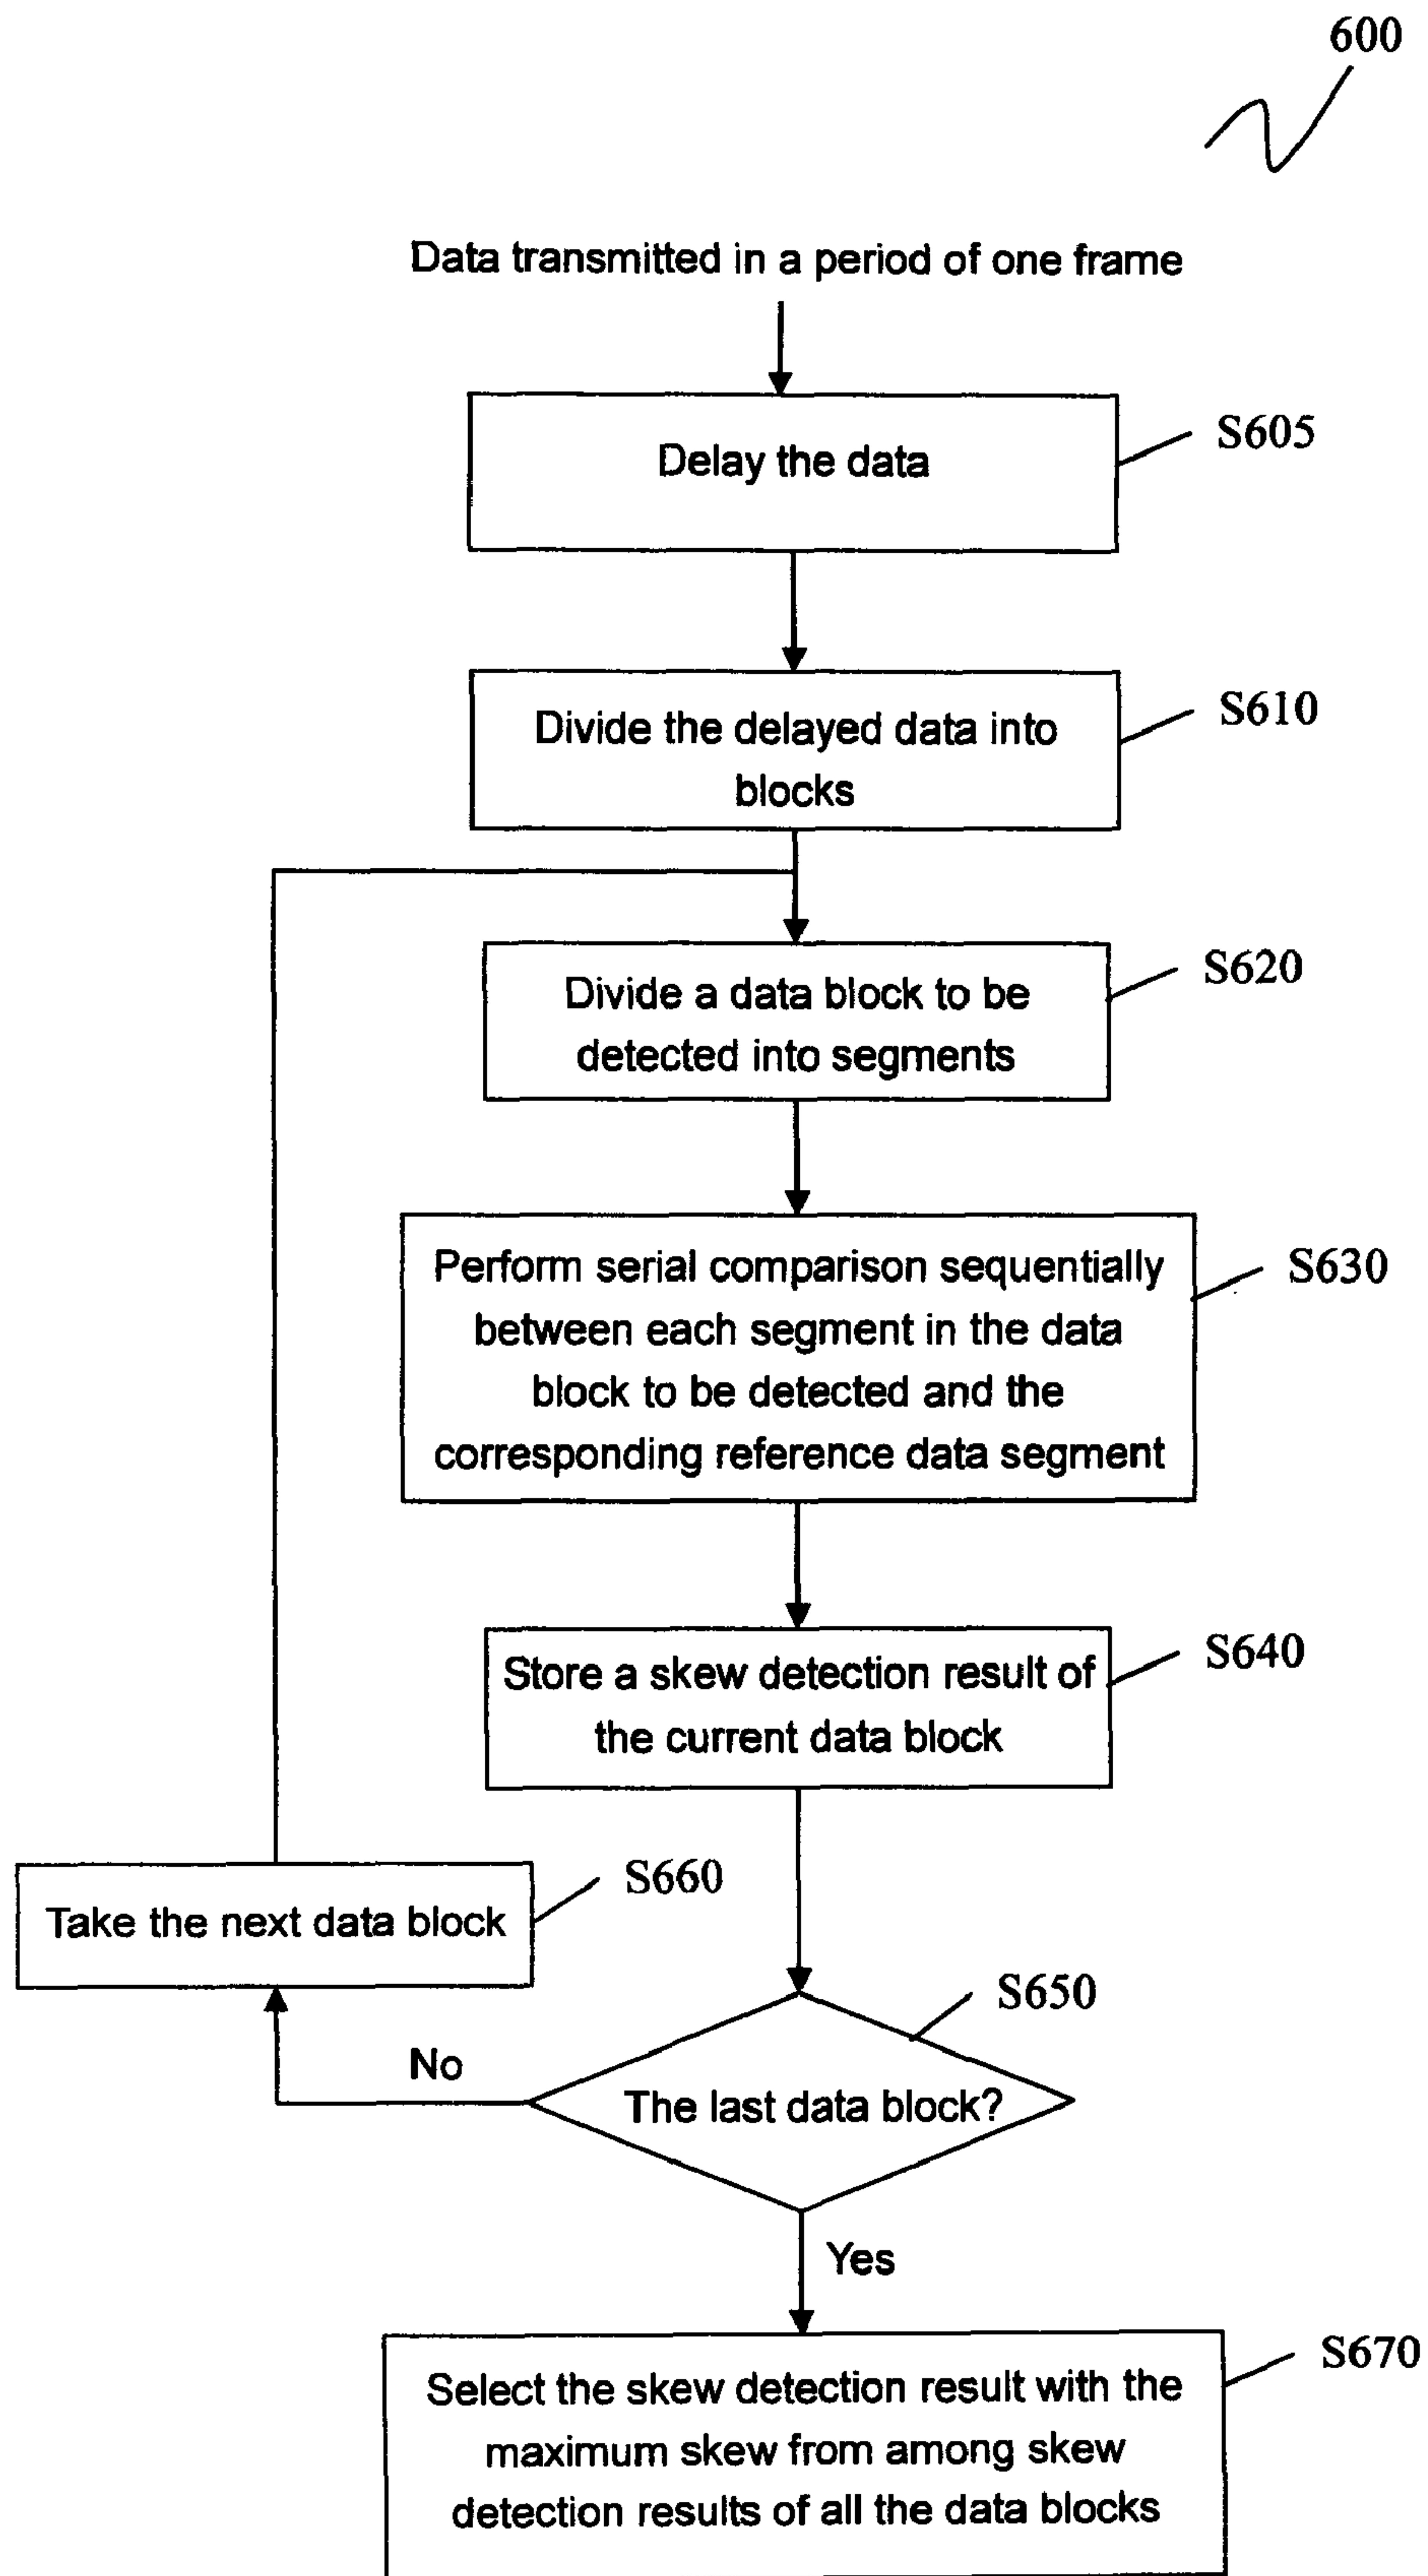 600
Data transmitted in a period of one frame
Delay the data
S605
Divide the delayed data into
blocks
S610
Divide a data block to be
detected into segments
S620
Perform serial comparison sequentially
between each segment in the data
block to be detected and the
corresponding reference data segment
S630
Store a skew detection result of
the current data block
S640
Take the next data block
S660
S650
No
The last data block?
Yes
Select the skew detection result with the
maximum skew from among skew
detection results of all the data blocks
S670